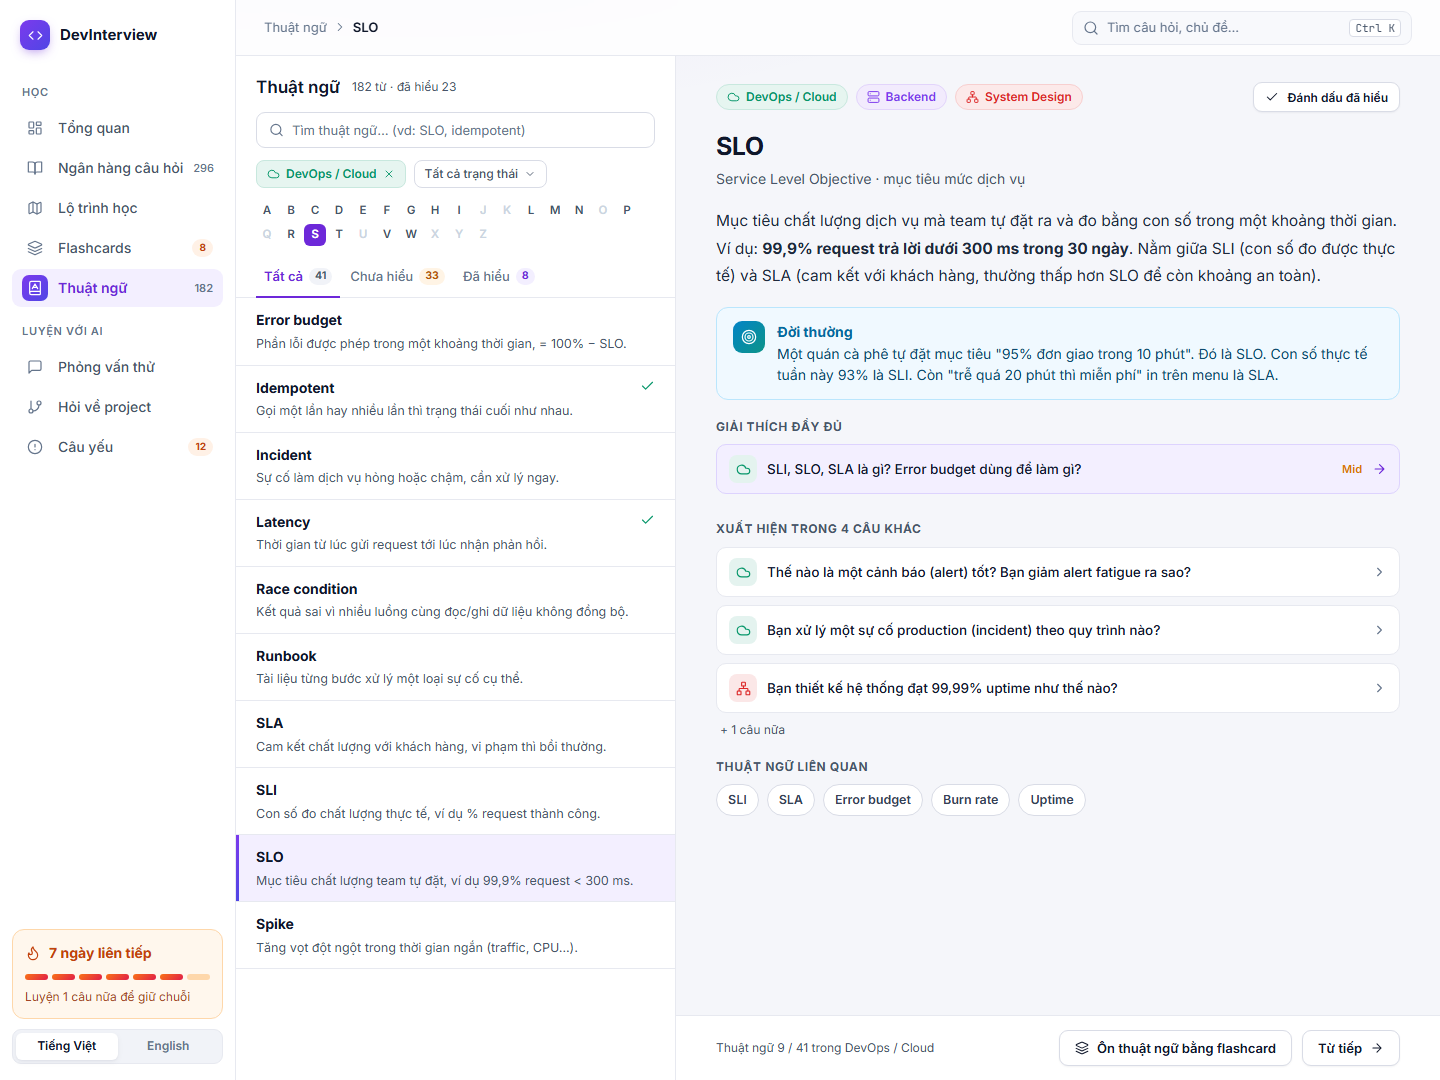 DevInterview
HỌC
Tổng quan
Ngân hàng câu hỏi 296
Lộ trình học
Flashcards 8
Thuật ngữ 182
LUYỆN VỚI AI
Phỏng vấn thử
Hỏi về project
Câu yếu 12
7 ngày liên tiếp
Luyện 1 câu nữa để giữ chuỗi
Tiếng Việt English
Thuật ngữ > SLO
Tìm câu hỏi, chủ đề... Ctrl K
Thuật ngữ 182 từ · đã hiểu 23
Tìm thuật ngữ... (vd: SLO, idempotent)
DevOps / Cloud × Tất cả trạng thái
A B C D E F G H I J K L M N O P
Q R S T U V W X Y Z
Tất cả 41 Chưa hiểu 33 Đã hiểu 8
Error budget
Phần lỗi được phép trong một khoảng thời gian, = 100% − SLO.
Idempotent
Gọi một lần hay nhiều lần thì trạng thái cuối như nhau.
Incident
Sự cố làm dịch vụ hỏng hoặc chậm, cần xử lý ngay.
Latency
Thời gian từ lúc gửi request tới lúc nhận phản hồi.
Race condition
Kết quả sai vì nhiều luồng cùng đọc/ghi dữ liệu không đồng bộ.
Runbook
Tài liệu từng bước xử lý một loại sự cố cụ thể.
SLA
Cam kết chất lượng với khách hàng, vi phạm thì bồi thường.
SLI
Con số đo chất lượng thực tế, ví dụ % request thành công.
SLO
Mục tiêu chất lượng team tự đặt, ví dụ 99,9% request < 300 ms.
Spike
Tăng vọt đột ngột trong thời gian ngắn (traffic, CPU...).
DevOps / Cloud Backend System Design Đánh dấu đã hiểu
SLO
Service Level Objective · mục tiêu mức dịch vụ
Mục tiêu chất lượng dịch vụ mà team tự đặt ra và đo bằng con số trong một khoảng thời gian.
Ví dụ: 99,9% request trả lời dưới 300 ms trong 30 ngày. Nằm giữa SLI (con số đo được thực
tế) và SLA (cam kết với khách hàng, thường thấp hơn SLO để còn khoảng an toàn).
Đời thường
Một quán cà phê tự đặt mục tiêu "95% đơn giao trong 10 phút". Đó là SLO. Con số thực tế
tuần này 93% là SLI. Còn "trễ quá 20 phút thì miễn phí" in trên menu là SLA.
GIẢI THÍCH ĐẦY ĐỦ
SLI, SLO, SLA là gì? Error budget dùng để làm gì? Mid
XUẤT HIỆN TRONG 4 CÂU KHÁC
Thế nào là một cảnh báo (alert) tốt? Bạn giảm alert fatigue ra sao?
Bạn xử lý một sự cố production (incident) theo quy trình nào?
Bạn thiết kế hệ thống đạt 99,99% uptime như thế nào?
+ 1 câu nữa
THUẬT NGỮ LIÊN QUAN
SLI SLA Error budget Burn rate Uptime
Thuật ngữ 9 / 41 trong DevOps / Cloud Ôn thuật ngữ bằng flashcard Từ tiếp